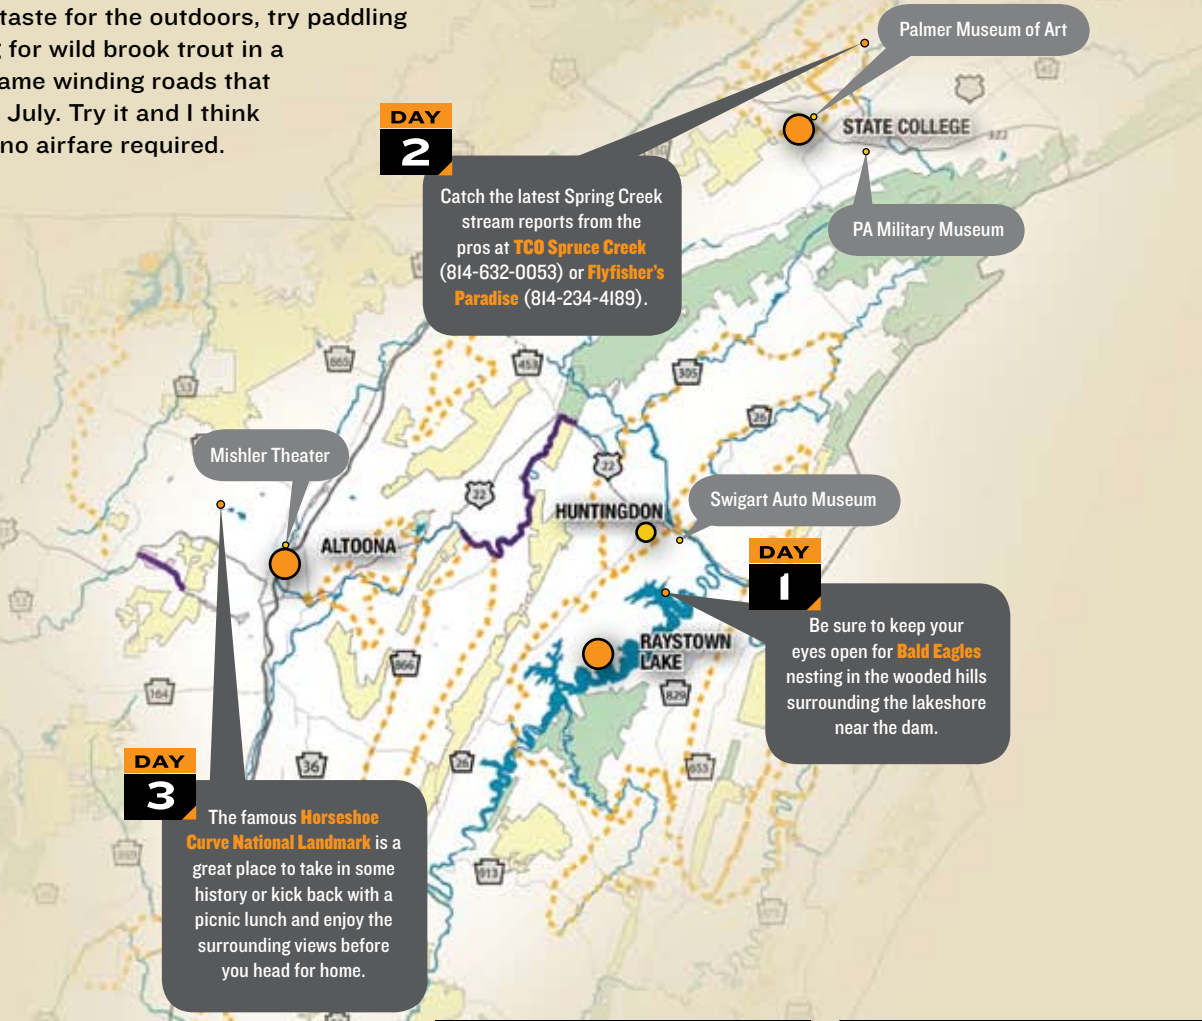 taste for the outdoors, try paddling
for wild brook trout in a
ame winding roads that
July. Try it and I think
no airfare required.
Palmer Museum of Art
STATE COLLEGE
PA Military Museum
DAY
2
Catch the latest Spring Creek
stream reports from the
pros at TCO Spruce Creek
(814-632-0053) or Flyfisher's
Paradise (814-234-4189).
865
453
305
53
26
Mishler Theater
22
22
HUNTINGDON
Swigart Auto Museum
ALTOONA
DAY
1
Be sure to keep your
eyes open for Bald Eagles
nesting in the wooded hills
surrounding the lakeshore
near the dam.
RAYSTOWN
LAKE
866
164
829
36
26
655
DAY
3
The famous Horseshoe
Curve National Landmark is a
great place to take in some
history or kick back with a
picnic lunch and enjoy the
surrounding views before
you head for home.
913